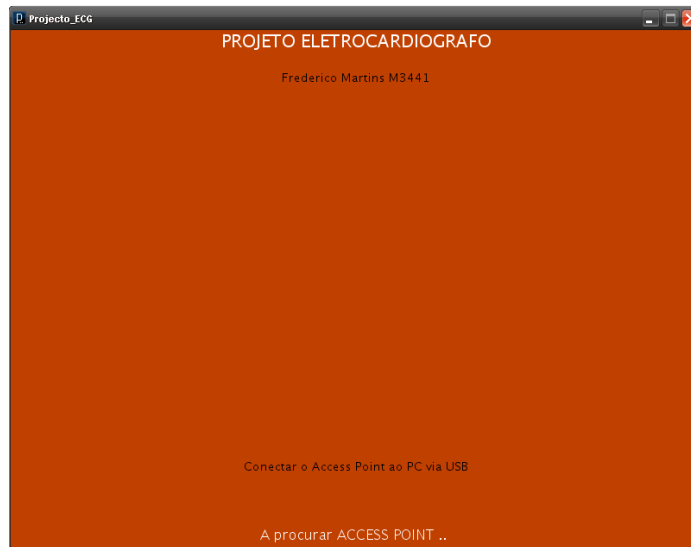 Projecto_ECG
PROJETO ELETROCARDIOGRAFO
Frederico Martins M3441
Conectar o Access Point ao PC via USB
A procurar ACCESS POINT ..